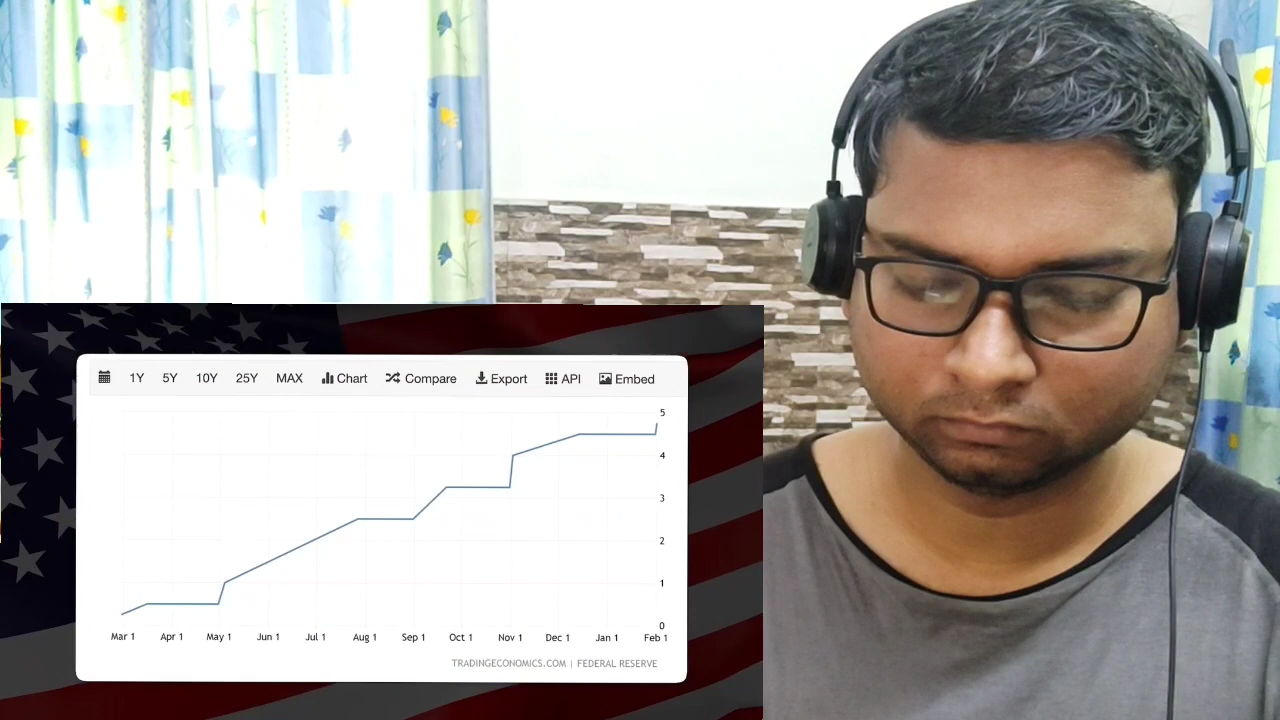 1Y 5Y 10Y 25Y MAX Chart Compare Export API Embed
5
4
3
2
1
0
Mar 1 Apr 1 May 1 Jun 1 Jul 1 Aug 1 Sep 1 Oct 1 Nov 1 Dec 1 Jan 1 Feb 1
TRADINGECONOMICS.COM | FEDERAL RESERVE